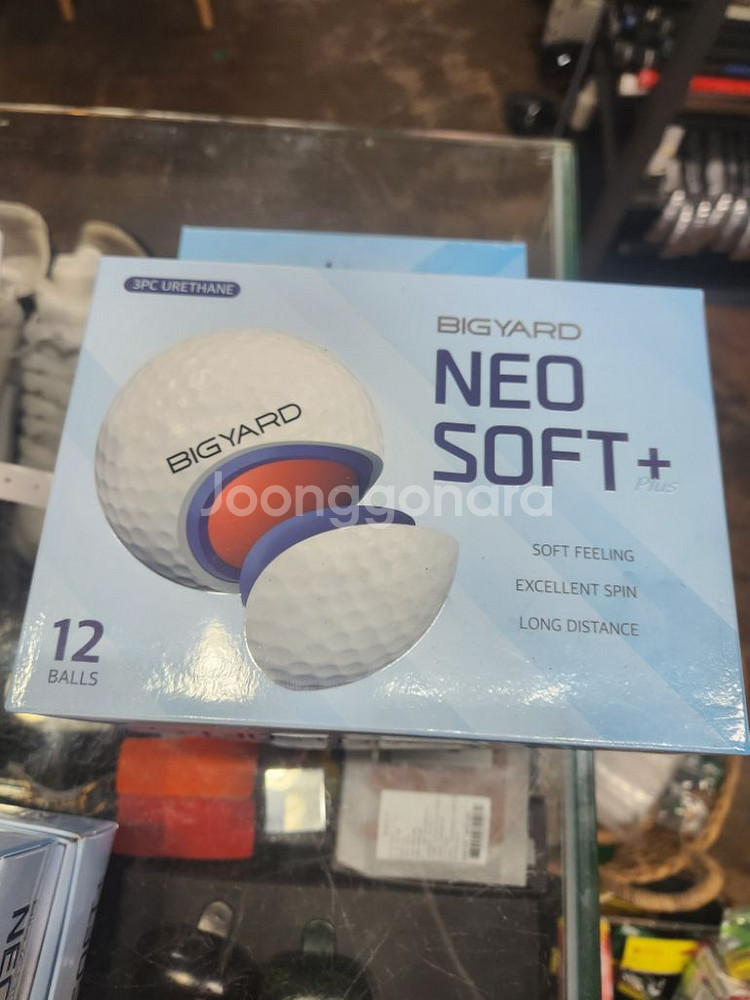 3PC URETHANE
BIGYARD
NEO
SOFT+
Plus
BIGYARD
Joonggonara
SOFT FEELING
EXCELLENT SPIN
LONG DISTANCE
12
BALLS